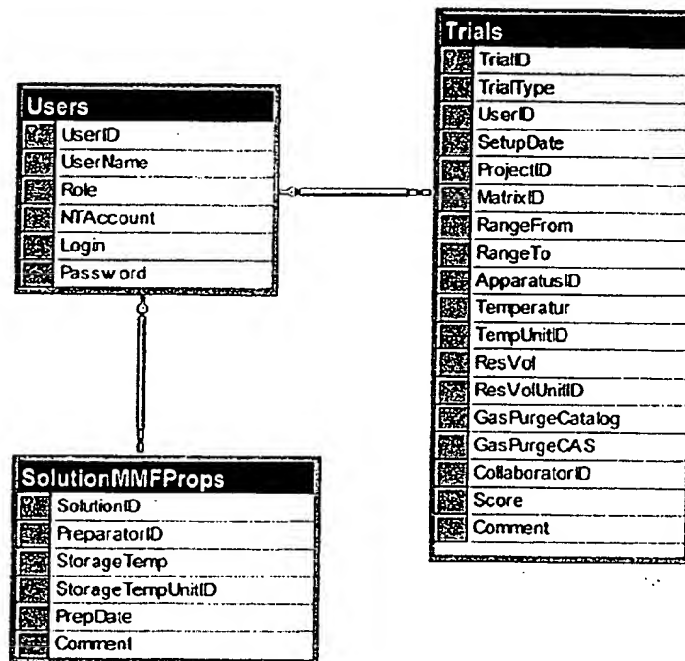 Users
UserID
UserName
Role
NTAccount
Login
Password
Trials
TrialID
TrialType
UserID
SetupDate
ProjectID
MatrixID
RangeFrom
RangeTo
ApparatusID
Temperatur
TempUnitID
ResVol
ResVolUnitID
GasPurgeCatalog
GasPurgeCAS
CollaboratorID
Score
Comment
SolutionMMFProps
SolutionID
PreparatorID
StorageTemp
StorageTempUnitID
PrepDate
Comment